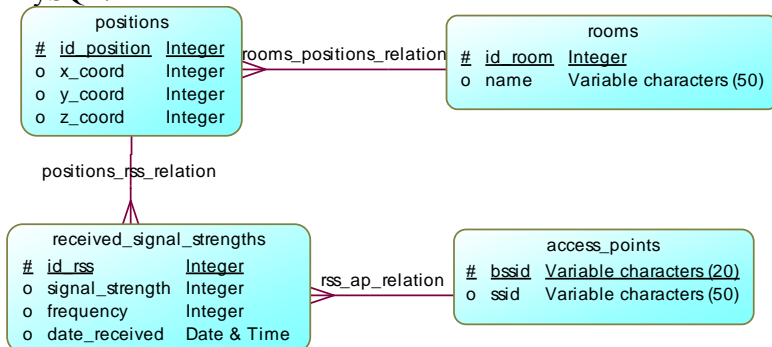 positions
# id_position Integer
o x_coord Integer
o y_coord Integer
o z_coord Integer
rooms_positions_relation
rooms
# id_room Integer
o name Variable characters (50)
positions_rss_relation
received_signal_strengths
# id_rss Integer
o signal_strength Integer
o frequency Integer
o date_received Date & Time
rss_ap_relation
access_points
# bssid Variable characters (20)
o ssid Variable characters (50)